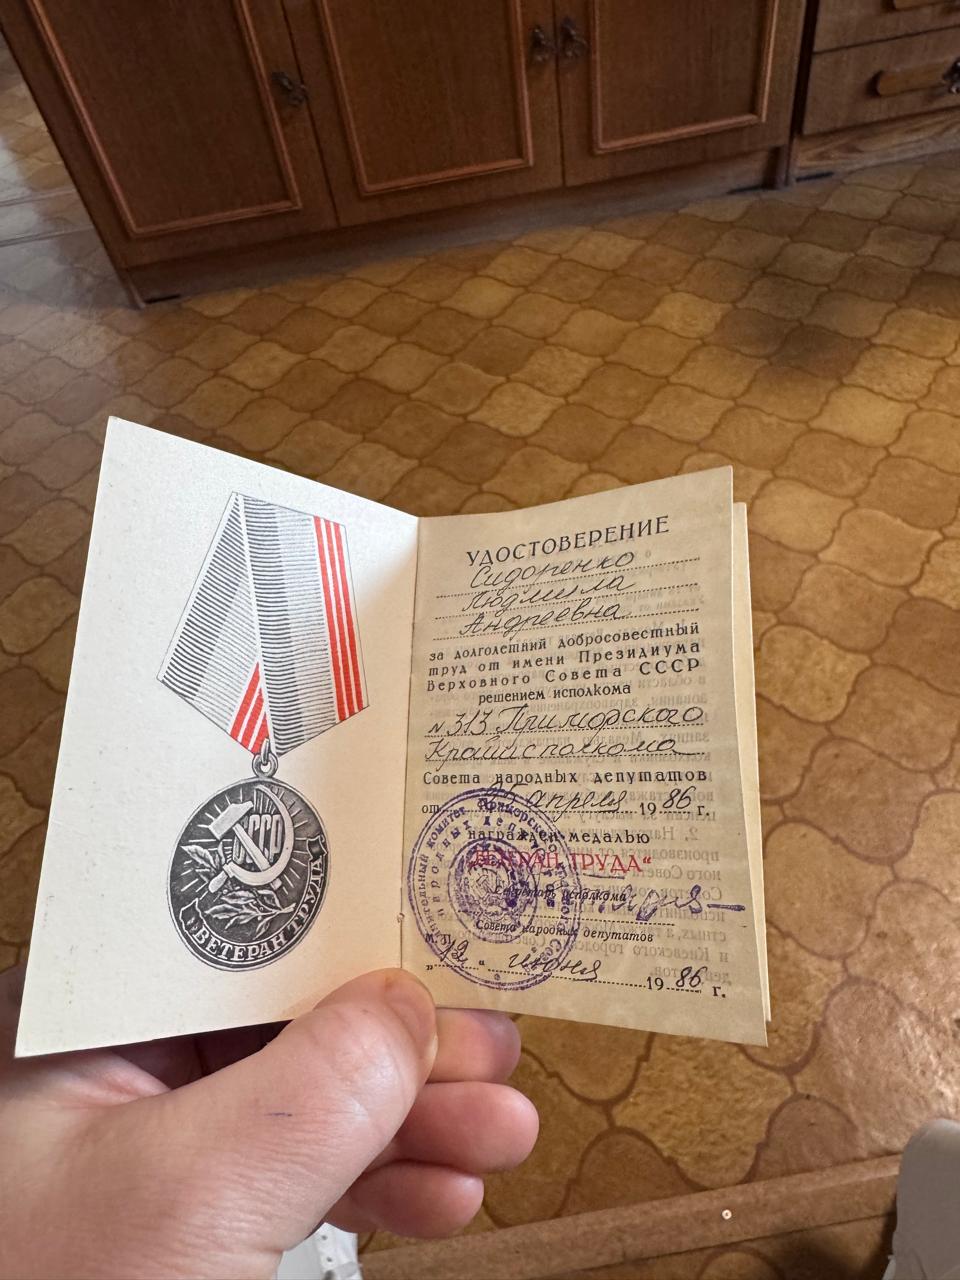 СССР
ВЕТЕРАН ТРУДА
УДОСТОВЕРЕНИЕ
Сидоренко
Людмила
Андреевна
за долголетний добросовестный
труд от имени Президиума
Верховного Совета СССР
решением исполкома
№ 313 Приморского
Крайисполкома
Совета народных депутатов
от 25 апреля 1986 г.
награжден медалью
„ВЕТЕРАН ТРУДА“
Секретарь исполкома
Совета народных депутатов
М. П.
„12“ июня 1986 г.